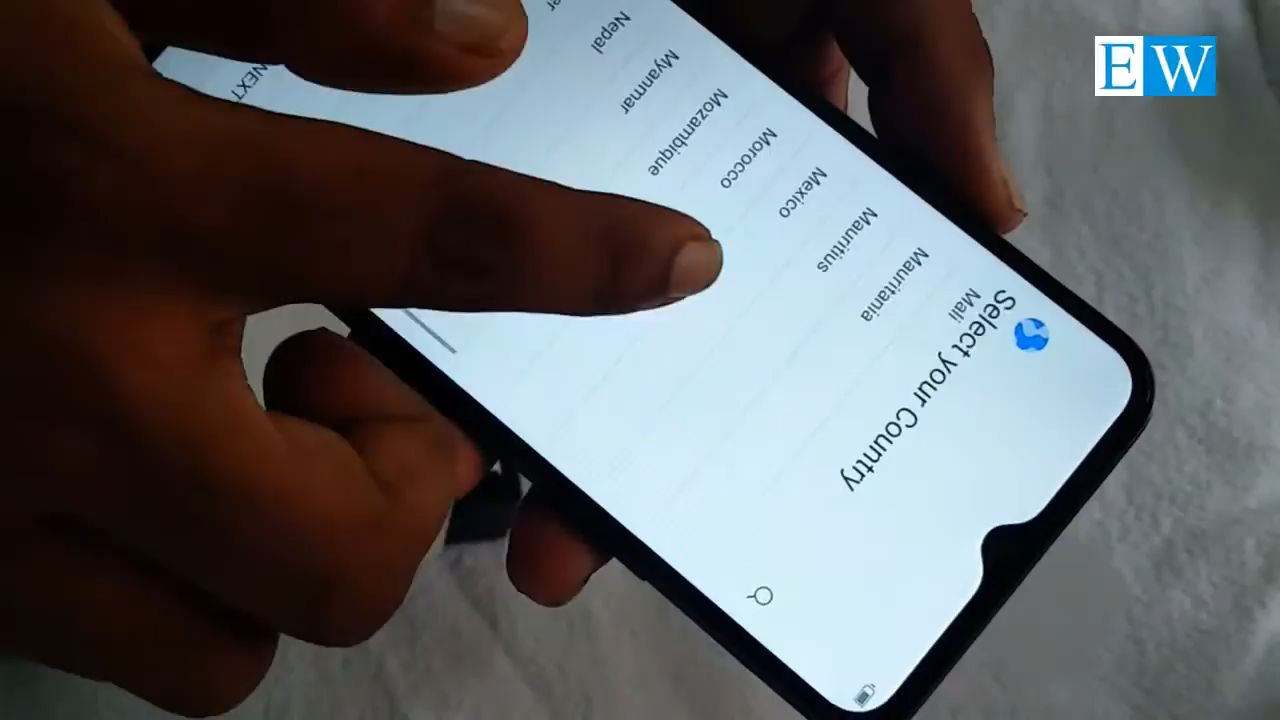 EW
Select your Country
Mali
Mauritania
Mauritius
Mexico
Morocco
Mozambique
Myanmar
Nepal
NEXT